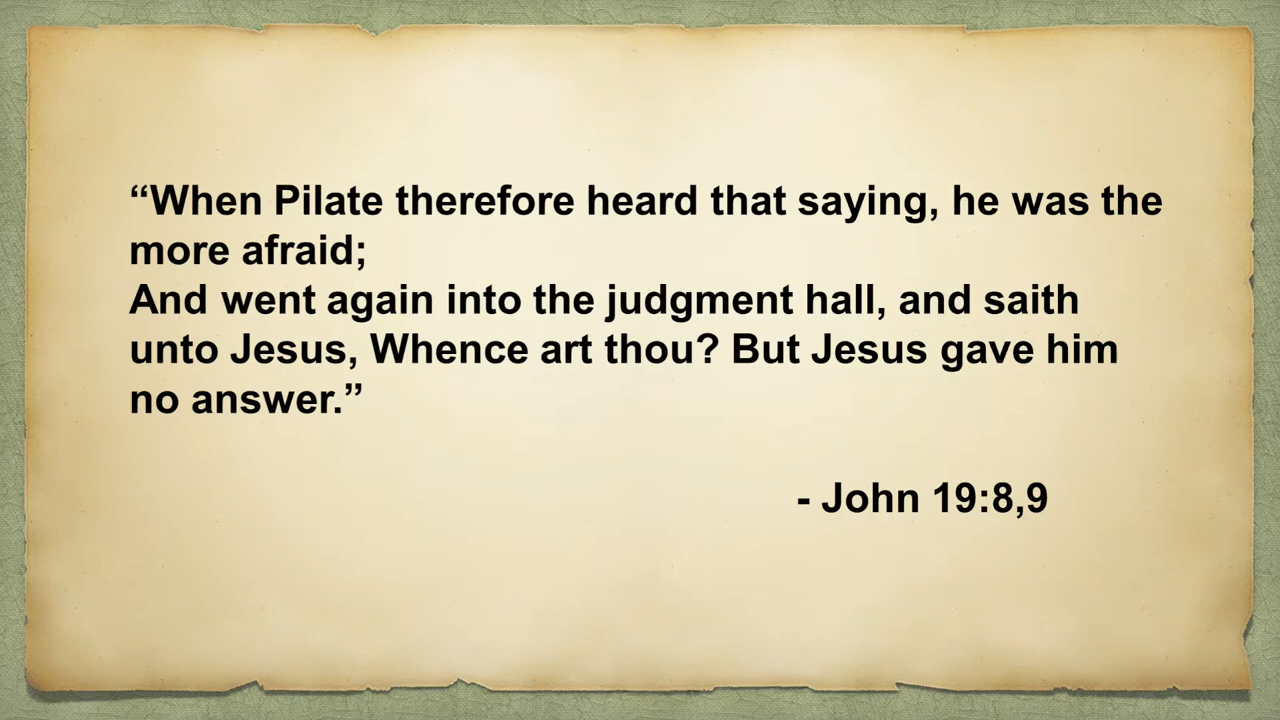 “When Pilate therefore heard that saying, he was the
more afraid;
And went again into the judgment hall, and saith
unto Jesus, Whence art thou? But Jesus gave him
no answer.”
- John 19:8,9